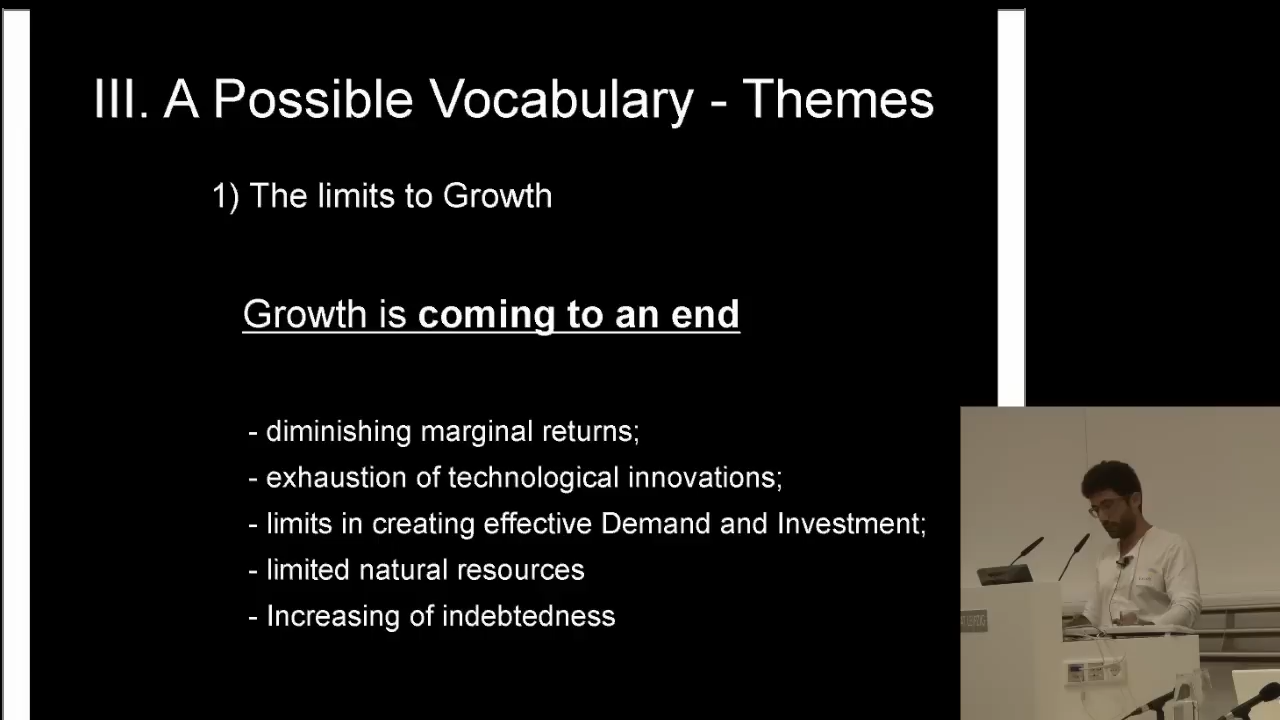 III. A Possible Vocabulary - Themes
1) The limits to Growth
Growth is coming to an end
- diminishing marginal returns;
- exhaustion of technological innovations;
- limits in creating effective Demand and Investment;
- limited natural resources
- Increasing of indebtedness